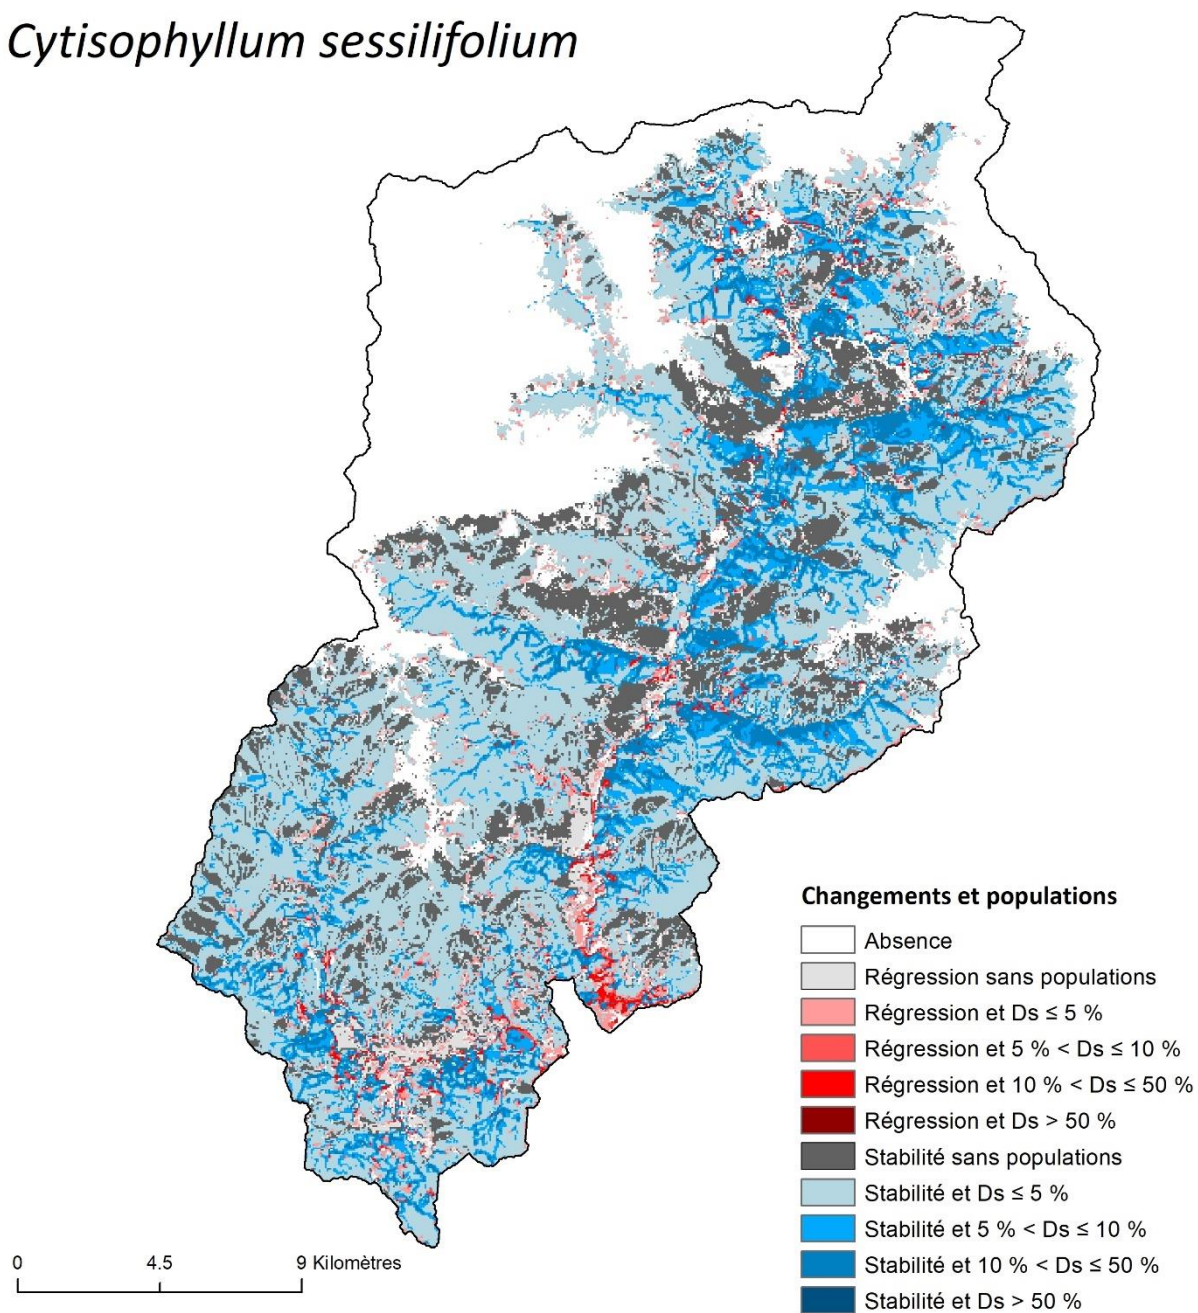 Cytisophyllum sessilifolium
Changements et populations
Absence
Régression sans populations
Régression et Ds ≤ 5 %
Régression et 5 % < Ds ≤ 10 %
Régression et 10 % < Ds ≤ 50 %
Régression et Ds > 50 %
Stabilité sans populations
Stabilité et Ds ≤ 5 %
Stabilité et 5 % < Ds ≤ 10 %
Stabilité et 10 % < Ds ≤ 50 %
Stabilité et Ds > 50 %
0 4.5 9 Kilomètres